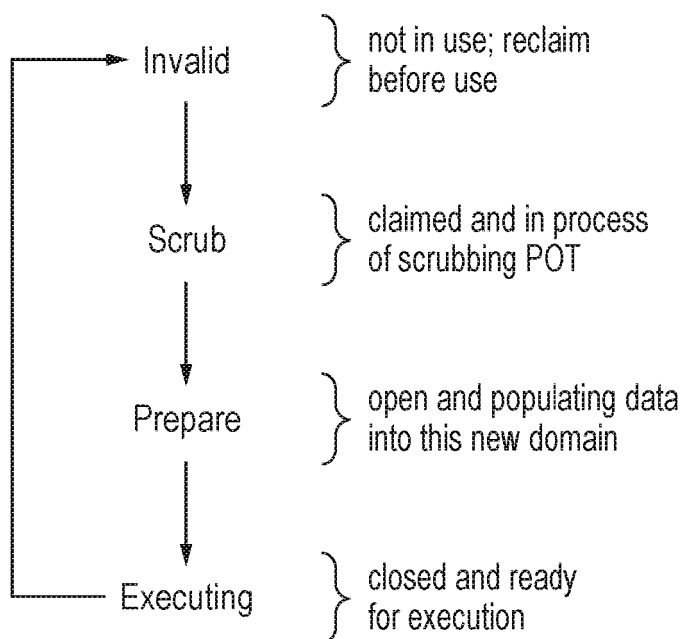 Invalid
not in use; reclaim
before use
Scrub
claimed and in process
of scrubbing POT
Prepare
open and populating data
into this new domain
Executing
closed and ready
for execution